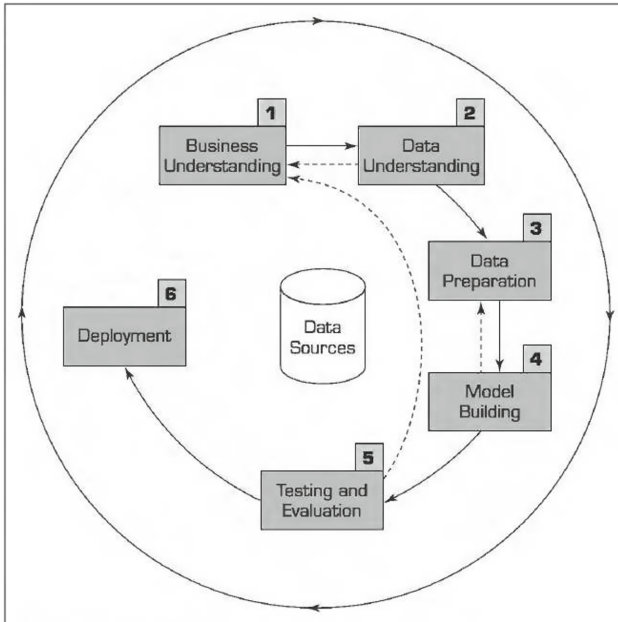 1
Business
Understanding
2
Data
Understanding
3
Data
Preparation
4
Model
Building
5
Testing and
Evaluation
6
Deployment
Data
Sources